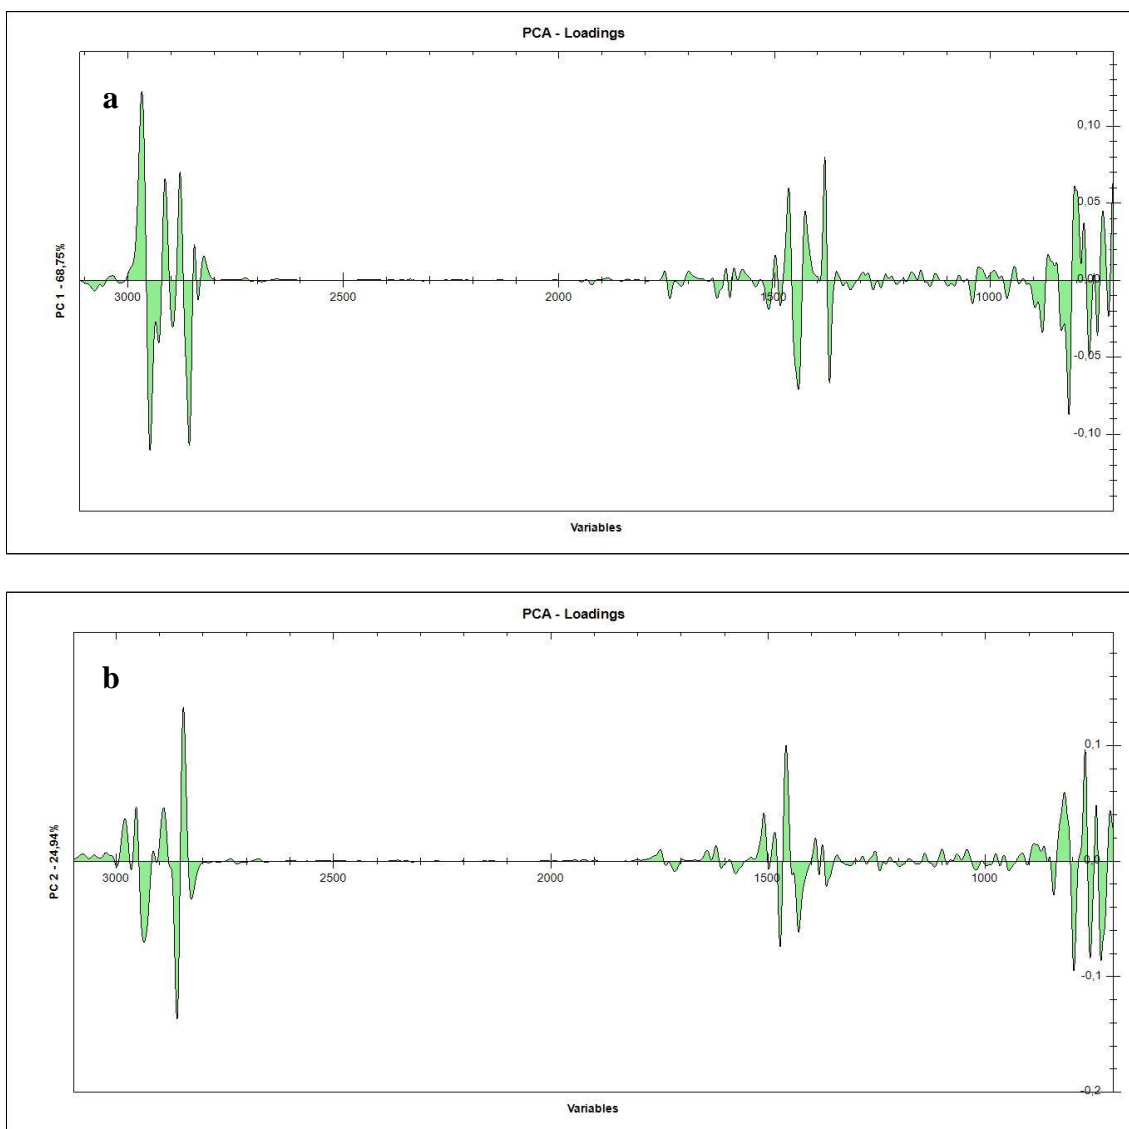 PCA - Loadings
a
PC 1 - 68,75%
0,10
0,05
0,00
-0,05
-0,10
3000 2500 2000 1500 1000
Variables
PCA - Loadings
b
PC 2 - 24,94%
0,1
0,0
-0,1
-0,2
3000 2500 2000 1500 1000
Variables